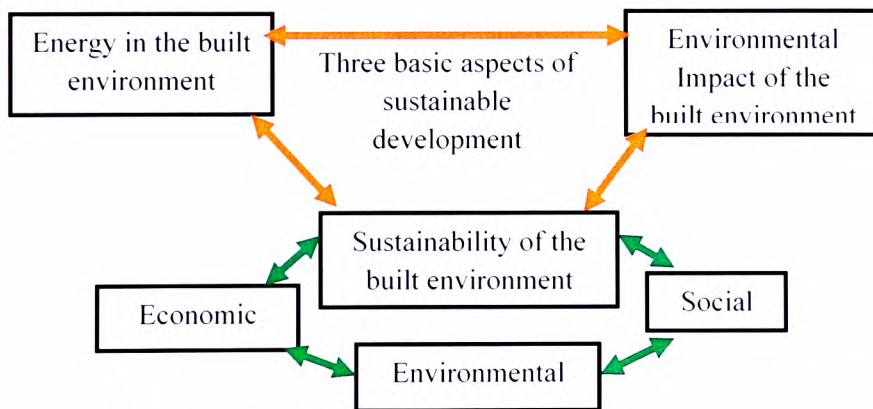 Energy in the built
environment
Three basic aspects of
sustainable
development
Environmental
Impact of the
built environment
Sustainability of the
built environment
Economic
Social
Environmental